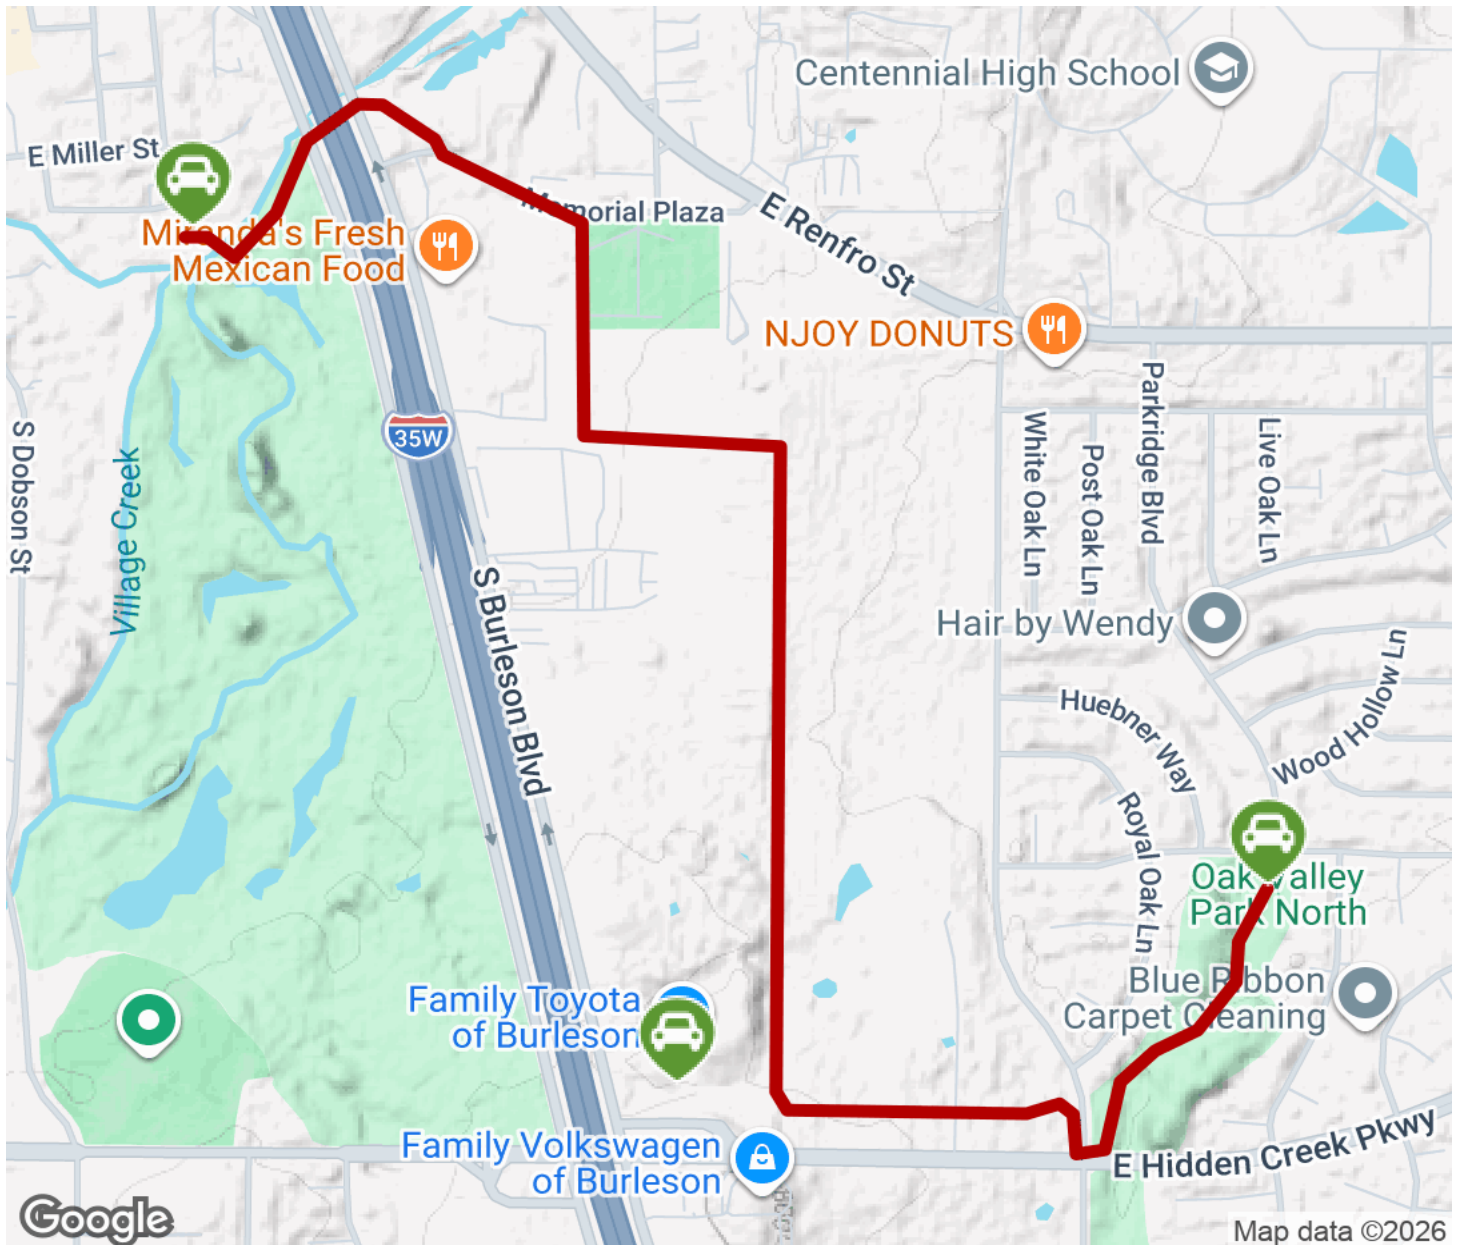 Centennial High School
E Miller St
Memorial Plaza
E Renfro St
Miranda's Fresh
Mexican Food
NJOY DONUTS
35W
S Dobson St
Village Creek
White Oak Ln
Post Oak Ln
Parkridge Blvd
Live Oak Ln
S Burleson Blvd
Hair by Wendy
Huebner Way
Wood Hollow Ln
Royal Oak Ln
Oak Valley
Park North
Family Toyota
of Burleson
Blue Ribbon
Carpet Cleaning
Family Volkswagen
of Burleson
E Hidden Creek Pkwy
Google
Map data ©2026